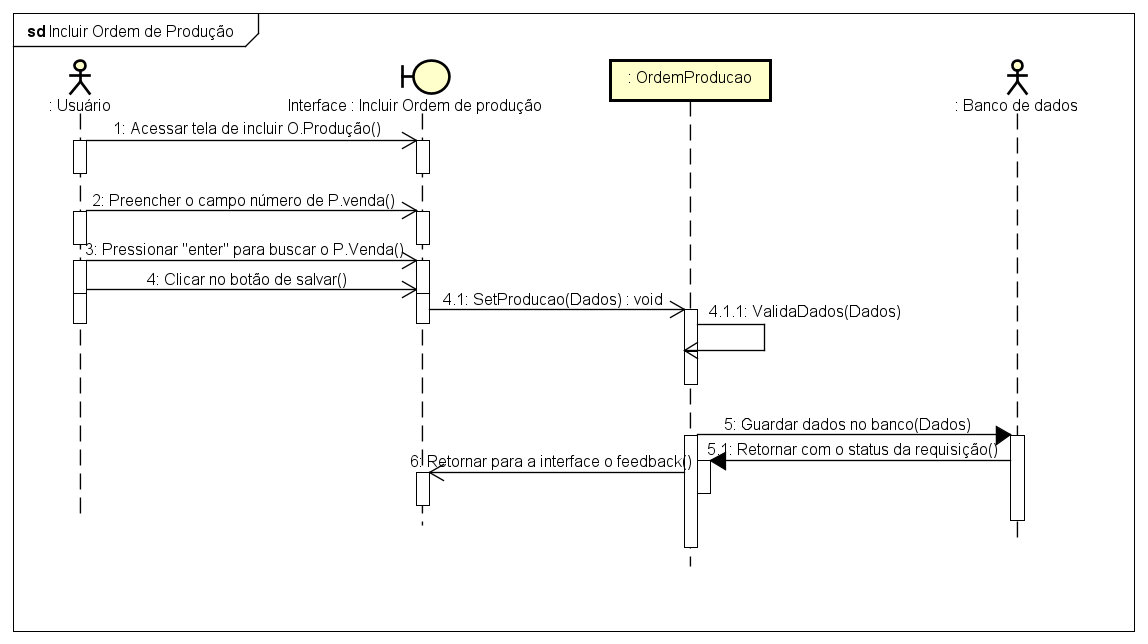 sd Incluir Ordem de Produção
: Usuário
Interface : Incluir Ordem de produção
: OrdemProducao
: Banco de dados
1: Acessar tela de incluir O.Produção()
2: Preencher o campo número de P.venda()
3: Pressionar "enter" para buscar o P.Venda()
4: Clicar no botão de salvar()
4.1: SetProducao(Dados) : void
4.1.1: ValidaDados(Dados)
5: Guardar dados no banco(Dados)
5.1: Retornar com o status da requisição()
6: Retornar para a interface o feedback()